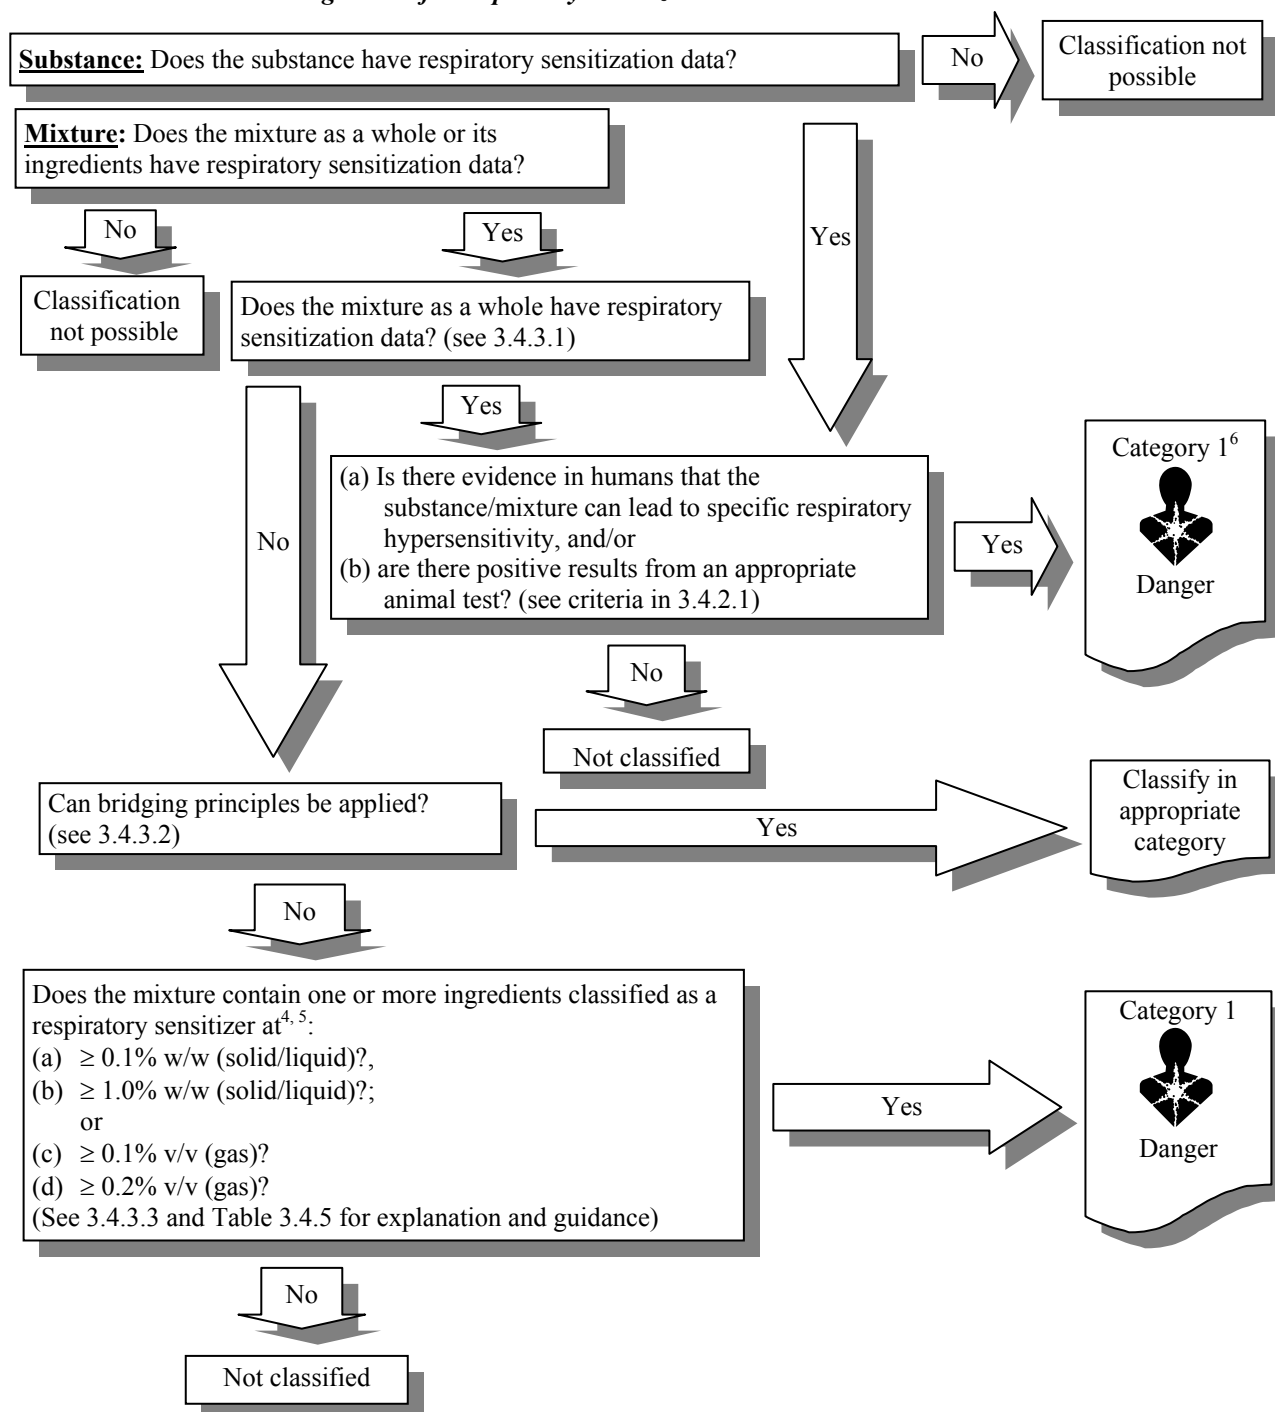 Substance: Does the substance have respiratory sensitization data?
No
Classification not
possible
Mixture: Does the mixture as a whole or its
ingredients have respiratory sensitization data?
No
Yes
Yes
Classification
not possible
Does the mixture as a whole have respiratory
sensitization data? (see 3.4.3.1)
Yes
No
(a) Is there evidence in humans that the
substance/mixture can lead to specific respiratory
hypersensitivity, and/or
(b) are there positive results from an appropriate
animal test? (see criteria in 3.4.2.1)
Yes
Category 1⁶
Danger
No
Not classified
Can bridging principles be applied?
(see 3.4.3.2)
Yes
Classify in
appropriate
category
No
Does the mixture contain one or more ingredients classified as a
respiratory sensitizer at⁴,⁵:
(a) ≥ 0.1% w/w (solid/liquid)?,
(b) ≥ 1.0% w/w (solid/liquid)?;
or
(c) ≥ 0.1% v/v (gas)?
(d) ≥ 0.2% v/v (gas)?
(See 3.4.3.3 and Table 3.4.5 for explanation and guidance)
Yes
Category 1
Danger
No
Not classified